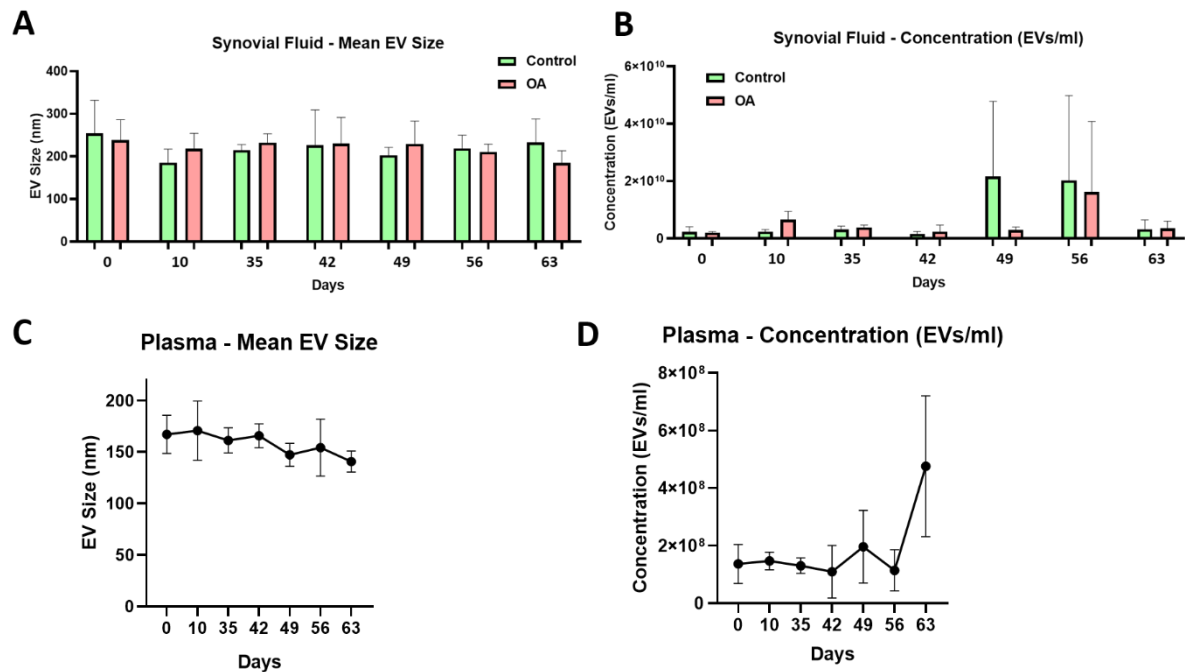 A
Synovial Fluid - Mean EV Size
Control
OA
EV Size (nm)
400
300
200
100
0
0 10 35 42 49 56 63
Days
B
Synovial Fluid - Concentration (EVs/ml)
Control
OA
Concentration (EVs/ml)
6×10¹⁰
4×10¹⁰
2×10¹⁰
0
0 10 35 42 49 56 63
Days
C
Plasma - Mean EV Size
EV Size (nm)
200
150
100
50
0
0 10 35 42 49 56 63
Days
D
Plasma - Concentration (EVs/ml)
Concentration (EVs/ml)
8×10⁸
6×10⁸
4×10⁸
2×10⁸
0
0 10 35 42 49 56 63
Days